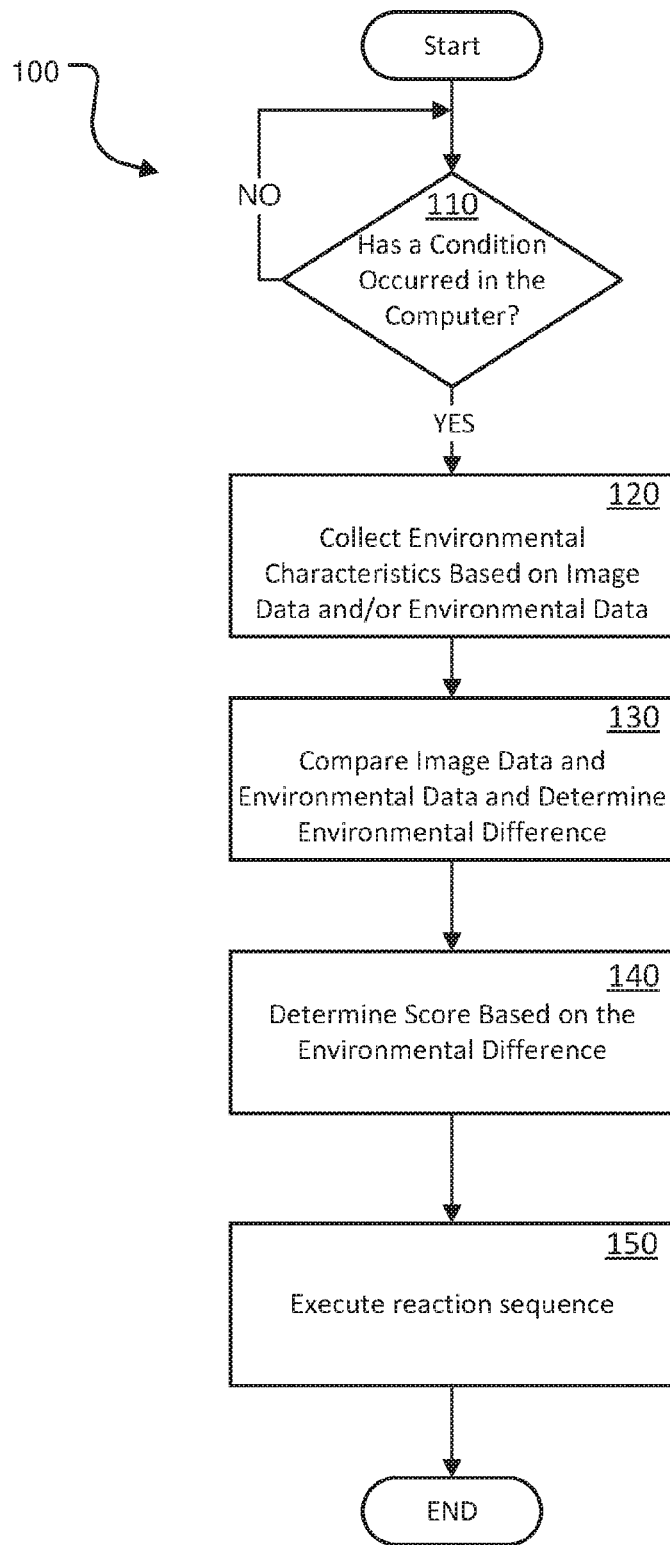 Start
100
NO
110
Has a Condition
Occurred in the
Computer?
YES
120
Collect Environmental
Characteristics Based on Image
Data and/or Environmental Data
130
Compare Image Data and
Environmental Data and Determine
Environmental Difference
140
Determine Score Based on the
Environmental Difference
150
Execute reaction sequence
END